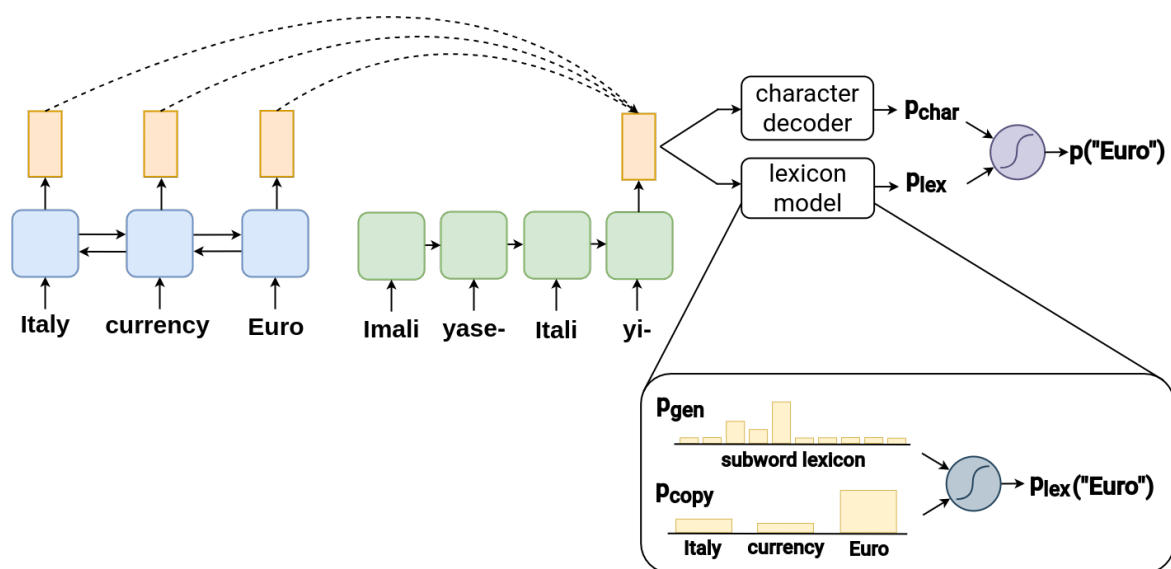 character
decoder
pchar
p("Euro")
lexicon
model
plex
Italy currency Euro
Imali yase- Itali yi-
pgen
subword lexicon
pcopy
Italy currency Euro
plex("Euro")